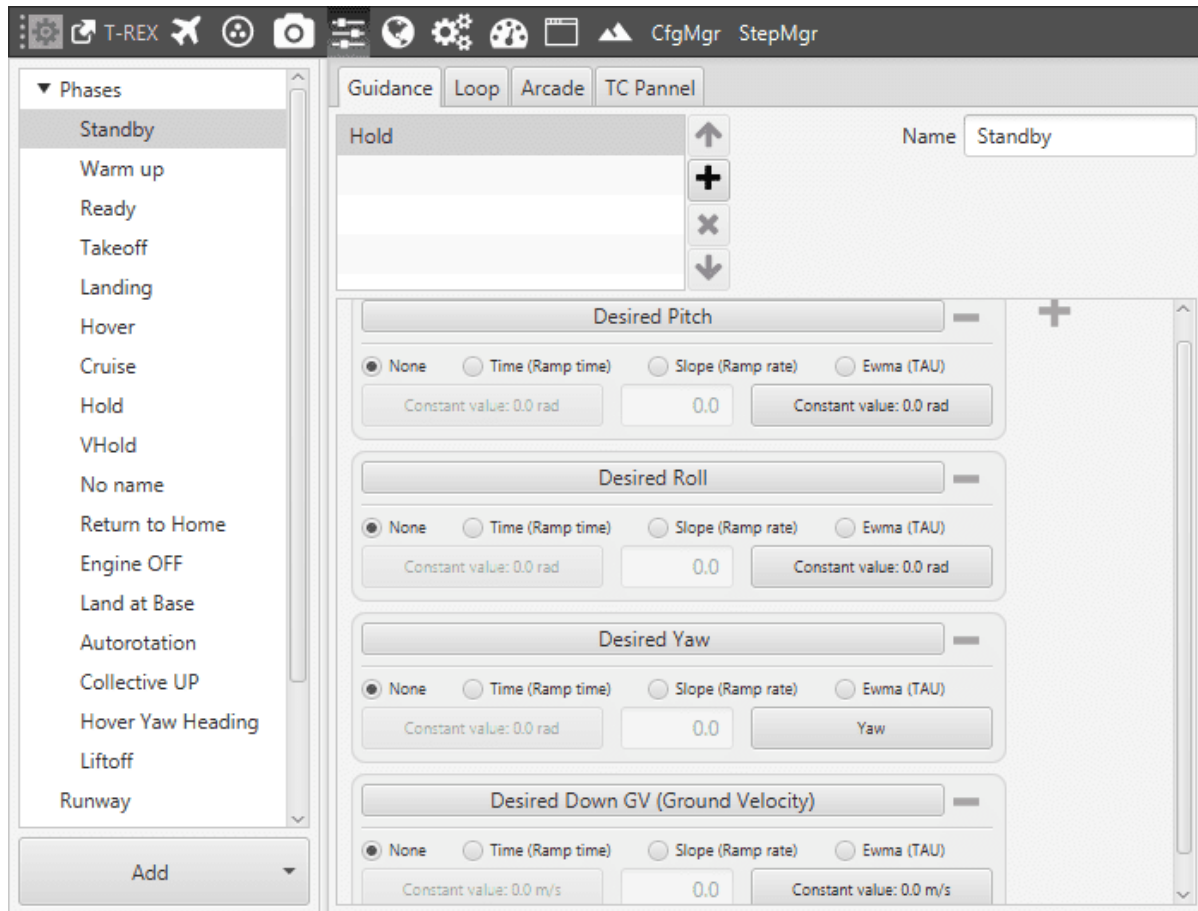 T-REX CfgMgr StepMgr
Phases
Standby
Warm up
Ready
Takeoff
Landing
Hover
Cruise
Hold
VHold
No name
Return to Home
Engine OFF
Land at Base
Autorotation
Collective UP
Hover Yaw Heading
Liftoff
Runway
Add
Guidance Loop Arcade TC Pannel
Hold
Name Standby
Desired Pitch
None Time (Ramp time) Slope (Ramp rate) Ewma (TAU)
Constant value: 0.0 rad 0.0 Constant value: 0.0 rad
Desired Roll
None Time (Ramp time) Slope (Ramp rate) Ewma (TAU)
Constant value: 0.0 rad 0.0 Constant value: 0.0 rad
Desired Yaw
None Time (Ramp time) Slope (Ramp rate) Ewma (TAU)
Constant value: 0.0 rad 0.0 Yaw
Desired Down GV (Ground Velocity)
None Time (Ramp time) Slope (Ramp rate) Ewma (TAU)
Constant value: 0.0 m/s 0.0 Constant value: 0.0 m/s